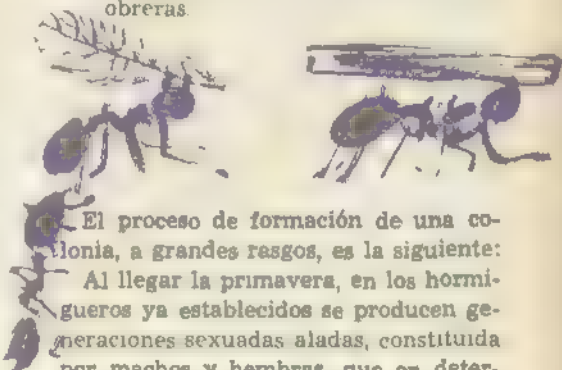 obreras
El proceso de formación de una co-
lonia, a grandes rasgos, es la siguiente:
Al llegar la primavera, en los hormi-
gueros ya establecidos se producen ge-
neraciones sexuadas aladas, constituida
por machos y hembras, que en deter-